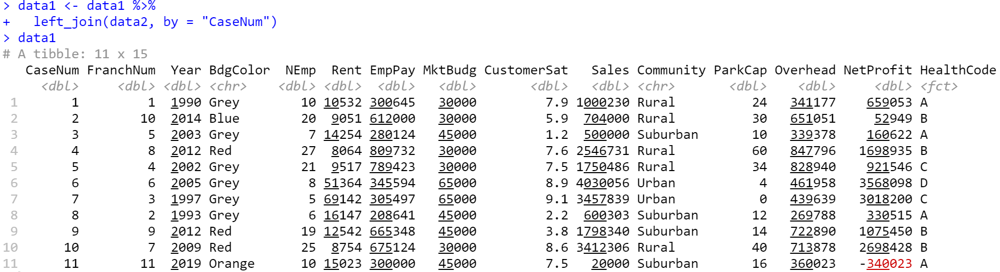 > data1 <- data1 %>%
+   left_join(data2, by = "CaseNum")
> data1
# A tibble: 11 x 15
   CaseNum FranchNum  Year BdgColor  NEmp  Rent EmpPay MktBudg CustomerSat   Sales Community ParkCap Overhead NetProfit HealthCode
     <dbl>     <dbl> <dbl> <chr>    <dbl> <dbl>  <dbl>   <dbl>       <dbl>   <dbl> <chr>       <dbl>    <dbl>     <dbl> <fct>
 1       1         1  1990 Grey        10 10532 300645   30000         7.9 1000230 Rural          24   341177    659053 A
 2       2        10  2014 Blue        20  9051 612000   30000         5.9  704000 Rural          30   651051     52949 B
 3       3         5  2003 Grey         7 14254 280124   45000         1.2  500000 Suburban       10   339378    160622 A
 4       4         8  2012 Red         27  8064 809732   30000         7.6 2546731 Rural          60   847796   1698935 B
 5       5         4  2002 Grey        21  9517 789423   30000         7.5 1750486 Rural          34   828940    921546 C
 6       6         6  2005 Grey         8 51364 345594   65000         8.9 4030056 Urban           4   461958   3568098 D
 7       7         3  1997 Grey         5 69142 305497   65000         9.1 3457839 Urban           0   439639   3018200 C
 8       8         2  1993 Grey         6 16147 208641   45000         2.2  600303 Suburban       12   269788    330515 A
 9       9         9  2012 Red         19 12542 665348   45000         3.8 1798340 Suburban       14   722890   1075450 B
10      10         7  2009 Red         25  8754 675124   30000         8.6 3412306 Rural          40   713878   2698428 B
11      11        11  2019 Orange      10 15023 300000   45000         7.5   20000 Suburban       16   360023   -340023 A